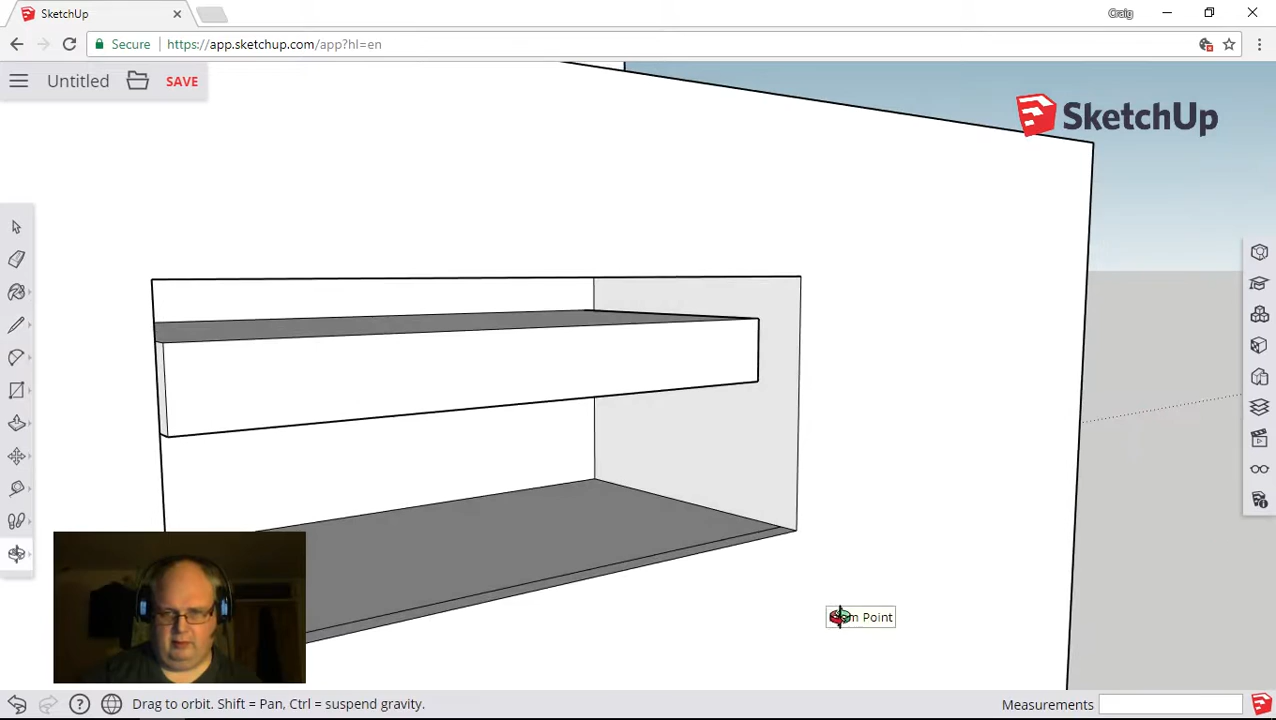 SketchUp
Craig
Secure
https://app.sketchup.com/app?hl=en
Untitled
SAVE
SketchUp
Point
Drag to orbit. Shift = Pan, Ctrl = suspend gravity.
Measurements